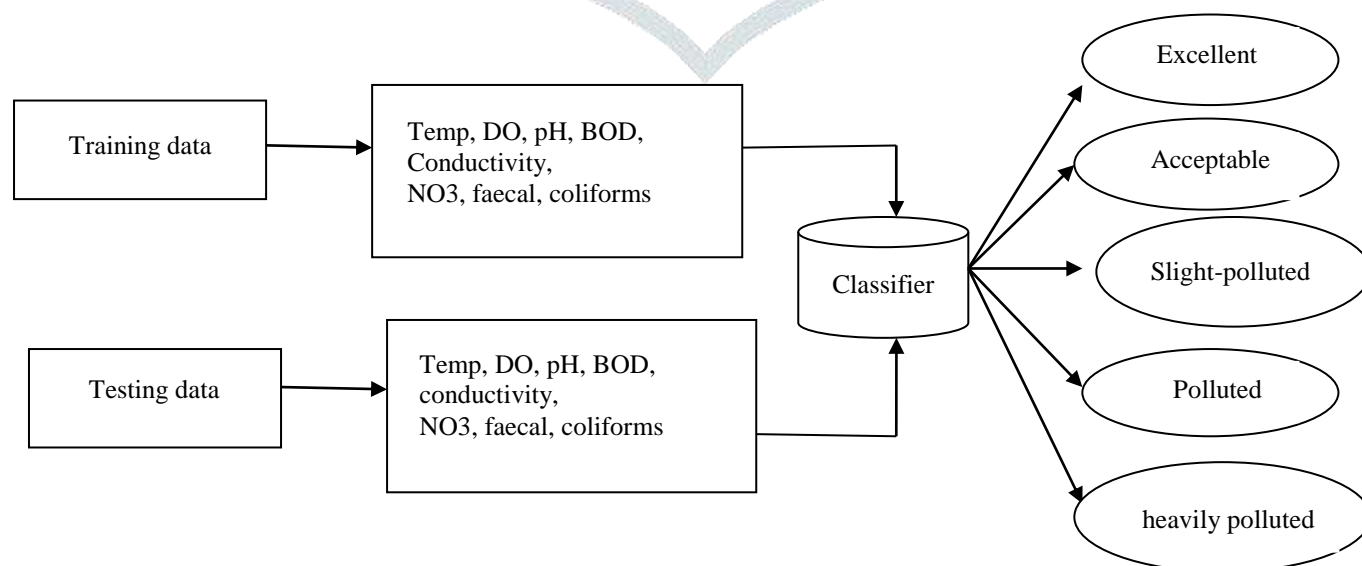 Training data
Temp, DO, pH, BOD,
Conductivity,
NO3, faecal, coliforms
Testing data
Temp, DO, pH, BOD,
conductivity,
NO3, faecal, coliforms
Classifier
Excellent
Acceptable
Slight-polluted
Polluted
heavily polluted